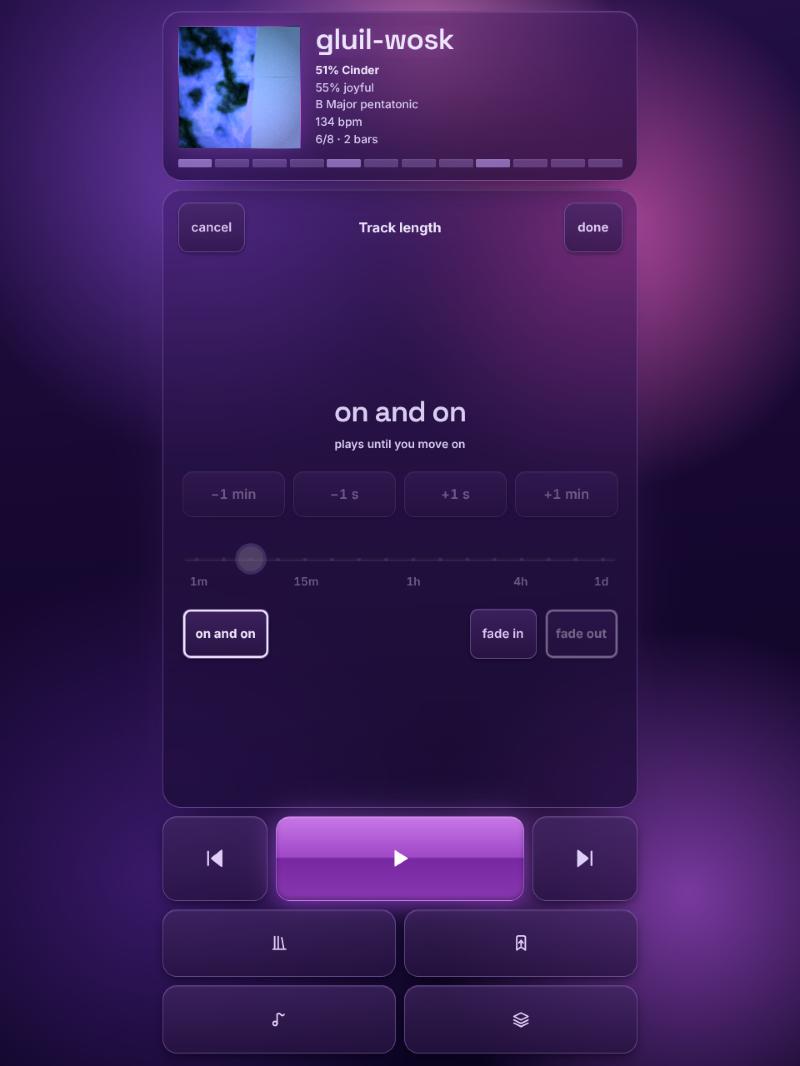 gluil-wosk
51% Cinder
55% joyful
B Major pentatonic
134 bpm
6/8 · 2 bars
cancel
Track length
done
on and on
plays until you move on
−1 min
−1 s
+1 s
+1 min
1m
15m
1h
4h
1d
on and on
fade in
fade out